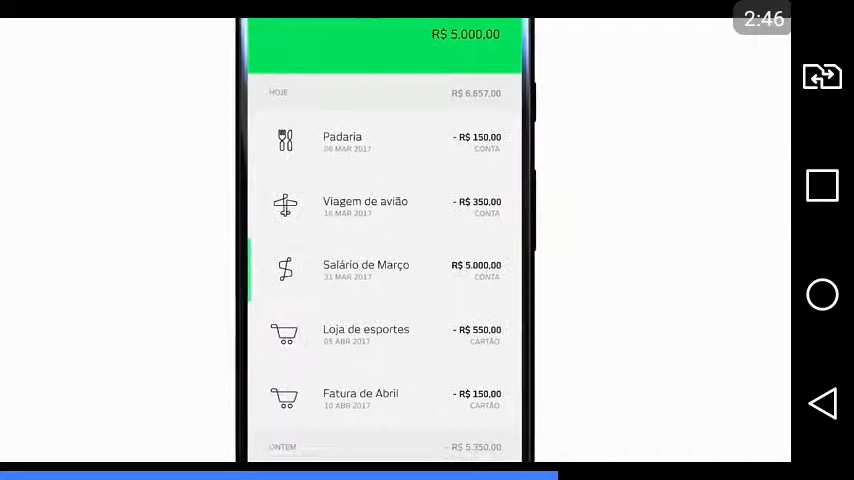 2:46
R$ 5.000,00
HOJE R$ 6.657,00
Padaria - R$ 150,00
08 MAR 2017 CONTA
Viagem de avião - R$ 350,00
16 MAR 2017 CONTA
Salário de Março R$ 5.000,00
31 MAR 2017 CONTA
Loja de esportes - R$ 550,00
05 ABR 2017 CARTÃO
Fatura de Abril - R$ 150,00
10 ABR 2017 CARTÃO
ONTEM - R$ 5.350,00